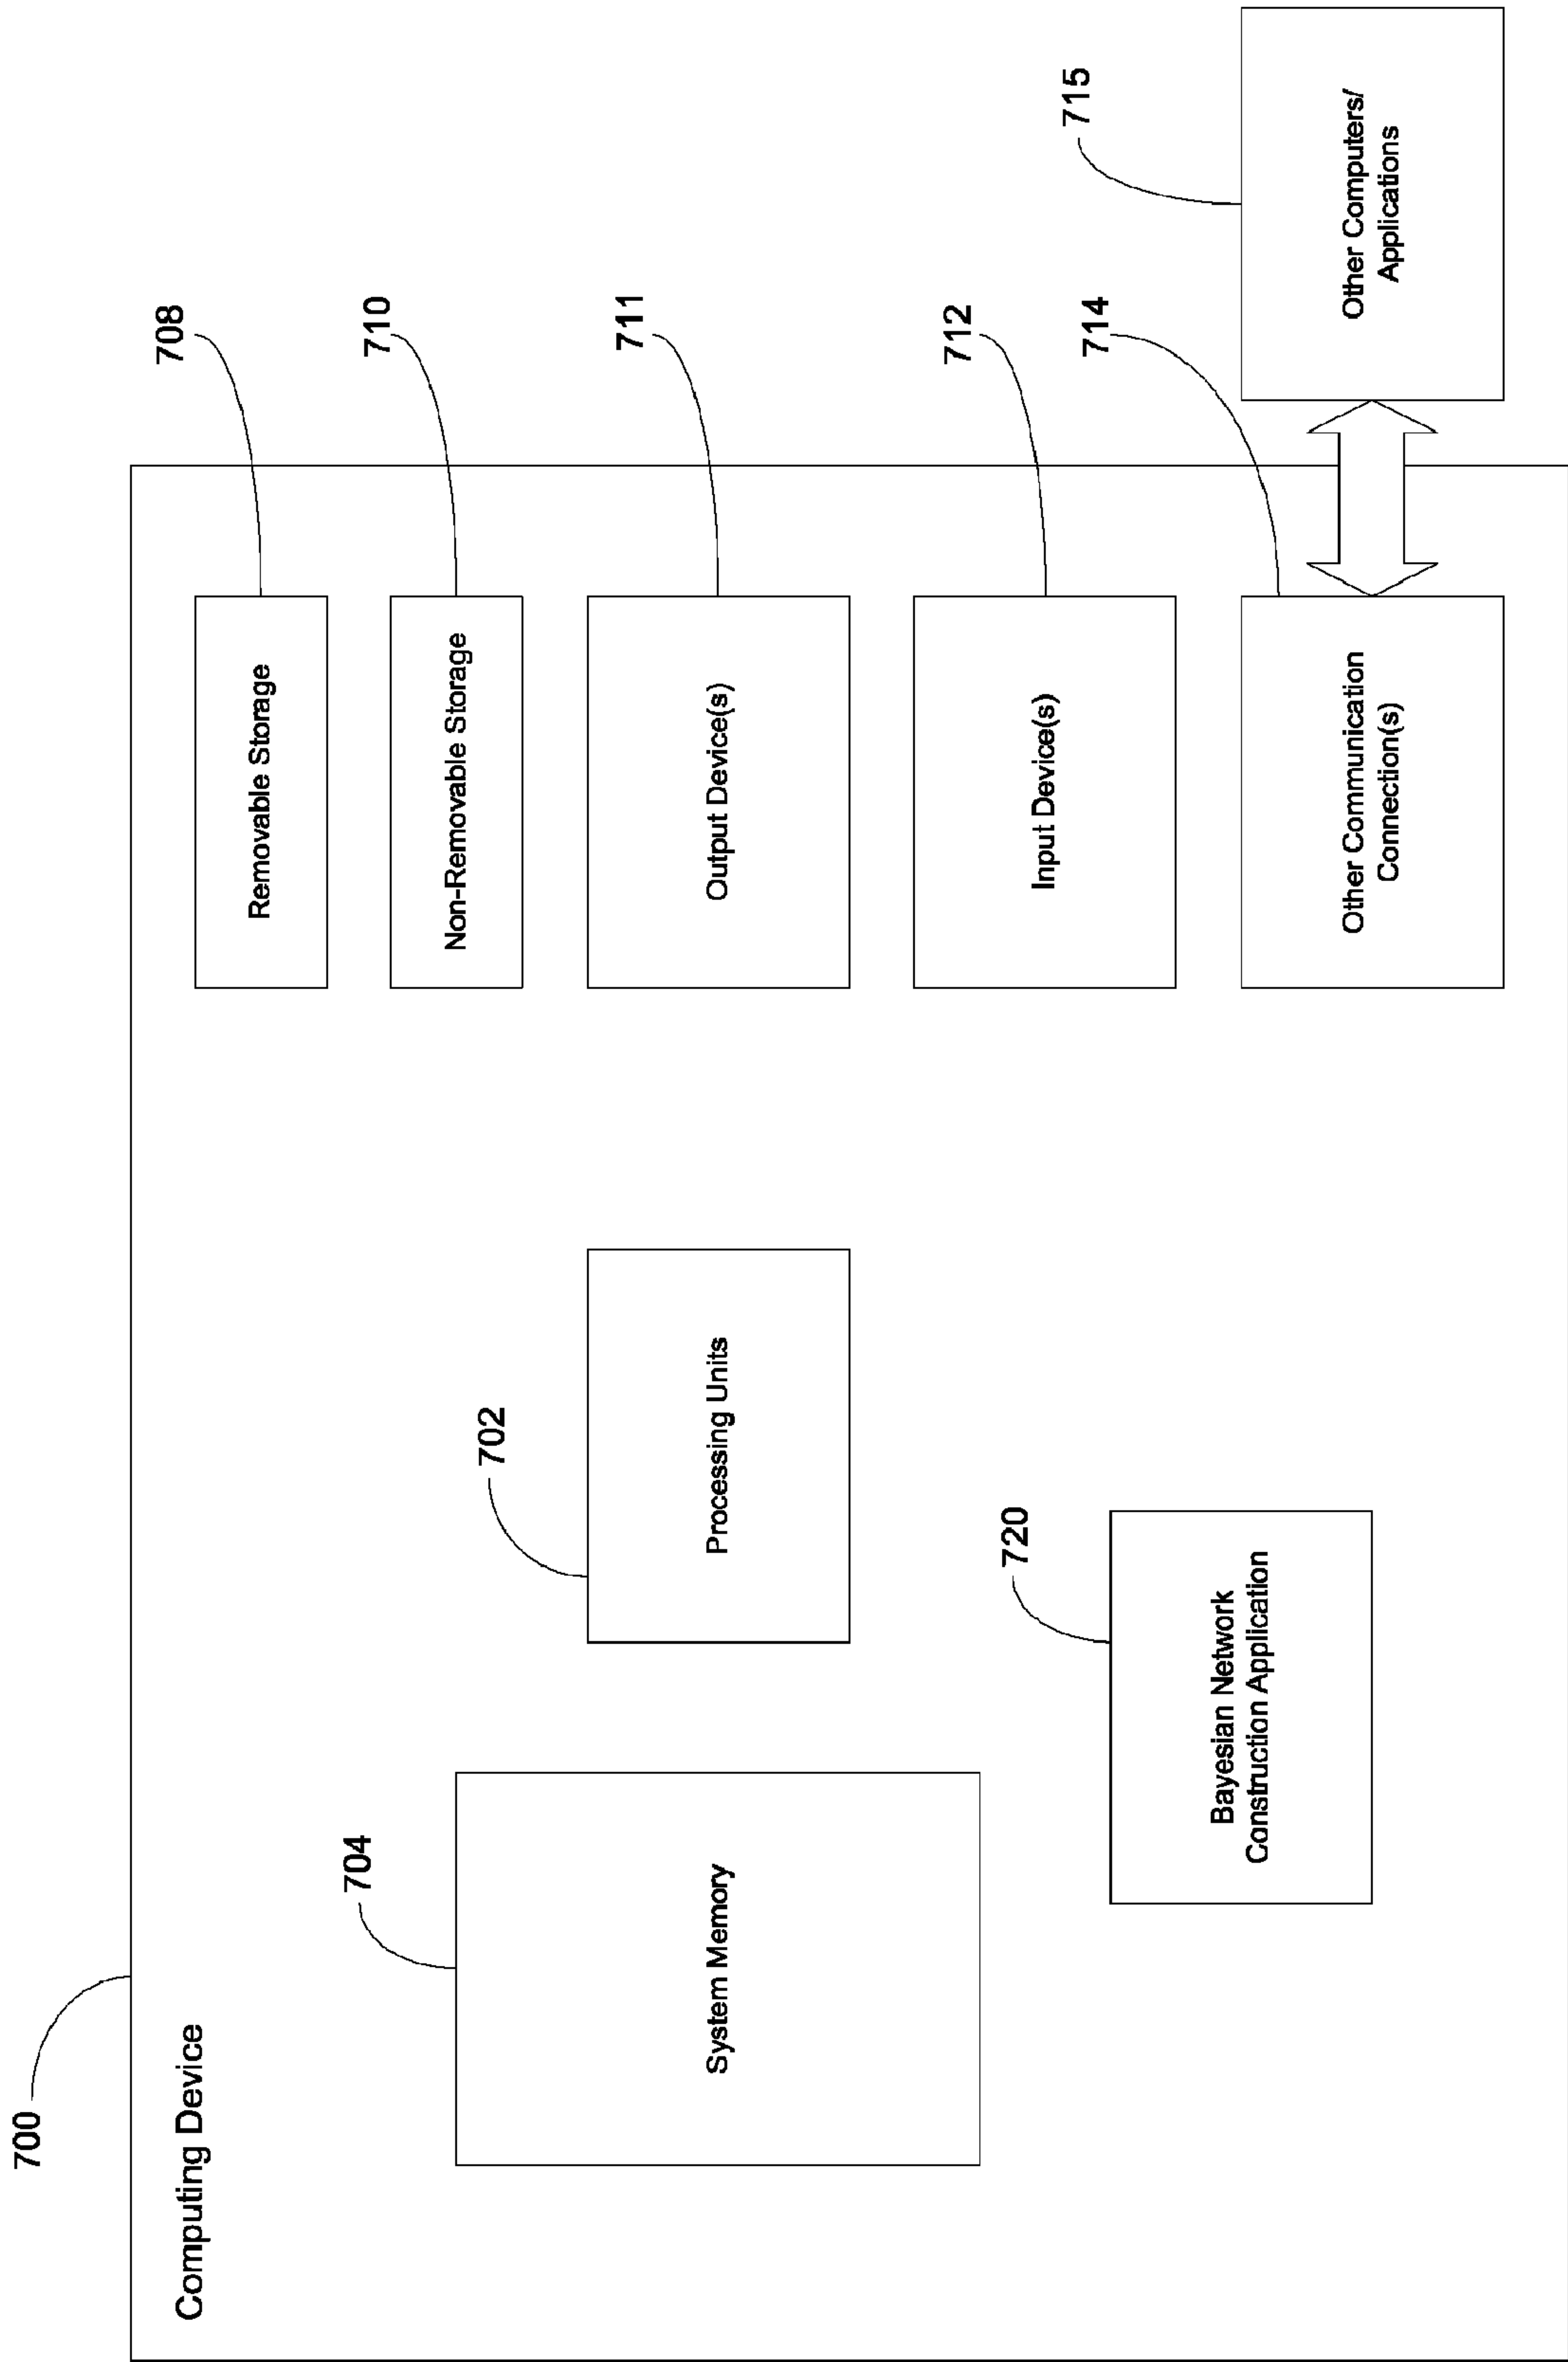 700
Computing Device
704
System Memory
702
Processing Units
720
Bayesian Network
Construction Application
708
Removable Storage
710
Non-Removable Storage
711
Output Device(s)
712
Input Device(s)
714
Other Communication
Connection(s)
715
Other Computers/
Applications